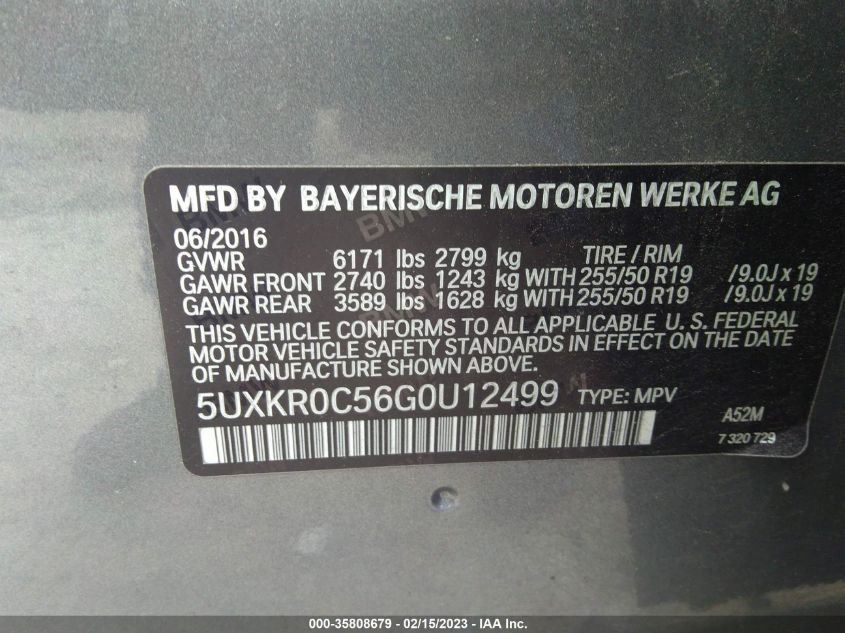 MFD BY BAYERISCHE MOTOREN WERKE AG
06/2016
GVWR 6171 lbs 2799 kg TIRE / RIM
GAWR FRONT 2740 lbs 1243 kg WITH 255/50 R19 /9.0J x 19
GAWR REAR 3589 lbs 1628 kg WITH 255/50 R19 /9.0J x 19
THIS VEHICLE CONFORMS TO ALL APPLICABLE U. S. FEDERAL
MOTOR VEHICLE SAFETY STANDARDS IN EFFECT ON THE DATE
OF MANUFACTURE SHOWN ABOVE.
5UXKR0C56G0U12499 TYPE: MPV
A52M
7 320 729
000-35808679 - 02/15/2023 - IAA Inc.